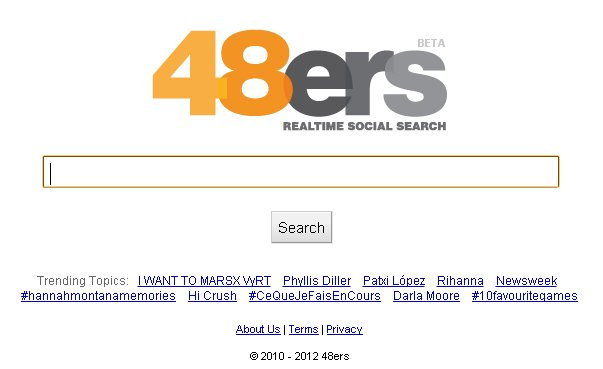 48ers
BETA
REALTIME SOCIAL SEARCH
Search
Trending Topics: I WANT TO MARSX VyRT Phyllis Diller Patxi López Rihanna Newsweek
#hannahmontanamemories Hi Crush #CeQueJeFaisEnCours Darla Moore #10favouritegames
About Us | Terms | Privacy
© 2010 - 2012 48ers